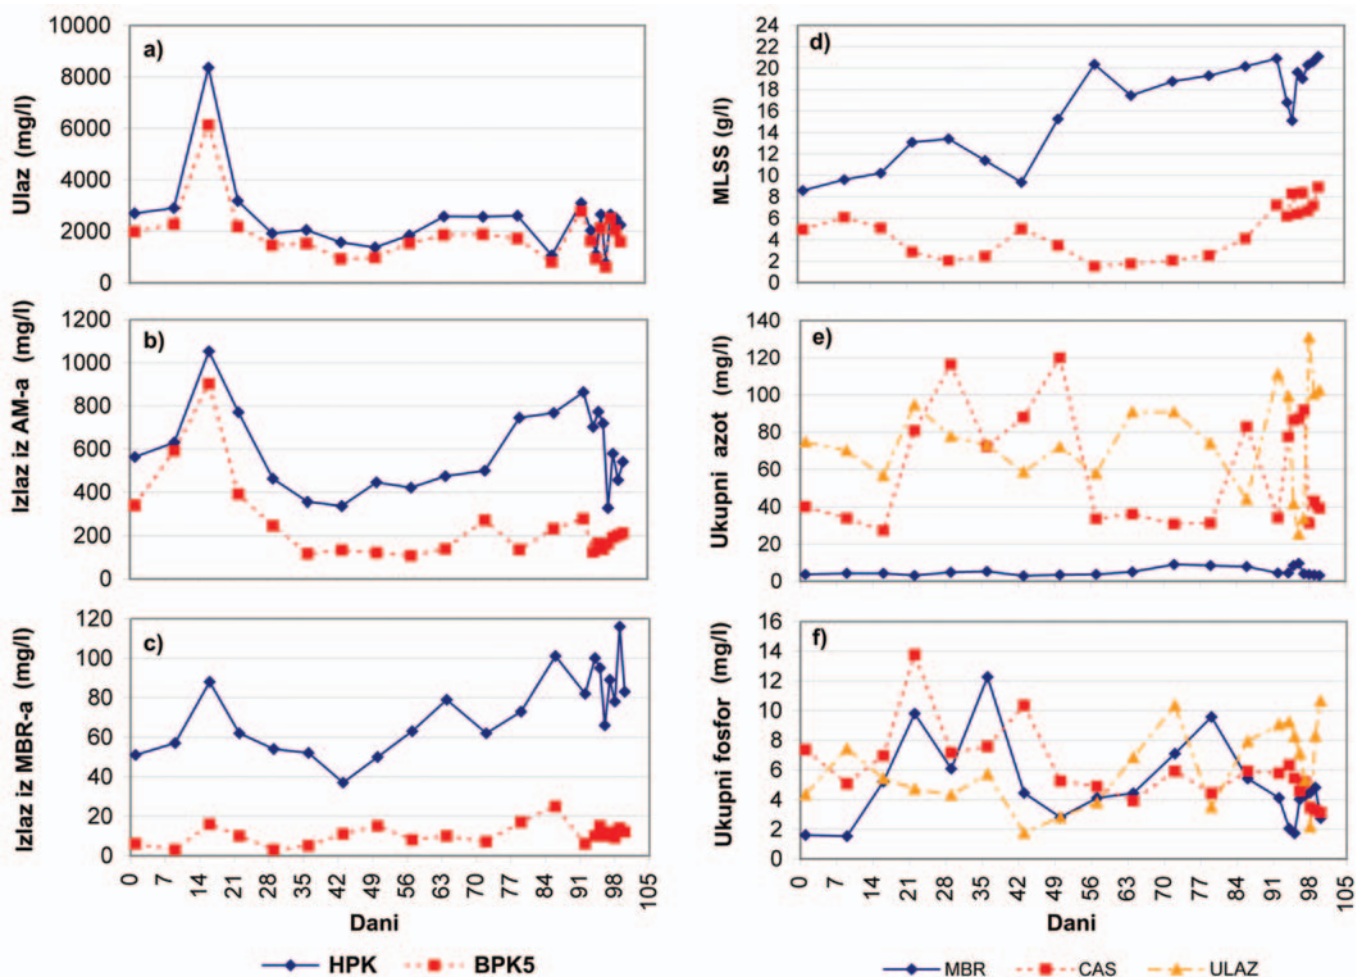 a)
Ulaz (mg/l)
10000
8000
6000
4000
2000
0
b)
Izlaz iz AM-a (mg/l)
1200
1000
800
600
400
200
0
c)
Izlaz iz MBR-a (mg/l)
120
100
80
60
40
20
0
0 7 14 21 28 35 42 49 56 63 70 77 84 91 98 105
Dani
HPK BPK5
d)
MLSS (g/l)
24
22
20
18
16
14
12
10
8
6
4
2
0
e)
Ukupni azot (mg/l)
140
120
100
80
60
40
20
0
f)
Ukupni fosfor (mg/l)
16
14
12
10
8
6
4
2
0
0 7 14 21 28 35 42 49 56 63 70 77 84 91 98 105
Dani
MBR CAS ULAZ